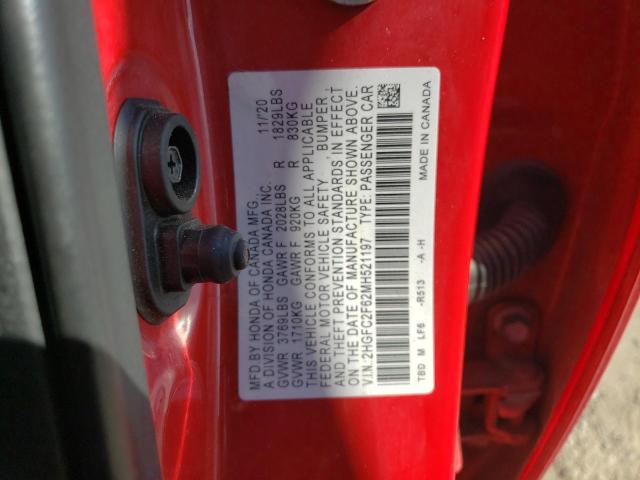 MFD.BY HONDA OF CANADA MFG. 11/'20
A DIVISION OF HONDA CANADA INC.
GVWR 3769LBS GAWR F 2028LBS R 1829LBS
GVWR 1710KG GAWR F 920KG R 830KG
THIS VEHICLE CONFORMS TO ALL APPLICABLE
FEDERAL MOTOR VEHICLE SAFETY, BUMPER
AND THEFT PREVENTION STANDARDS IN EFFECT
ON THE DATE OF MANUFACTURE SHOWN ABOVE.
V.I.N.:2HGFC2F62MH521197 TYPE: PASSENGER CAR
TBD M LF6 -R513 -A -H MADE IN CANADA